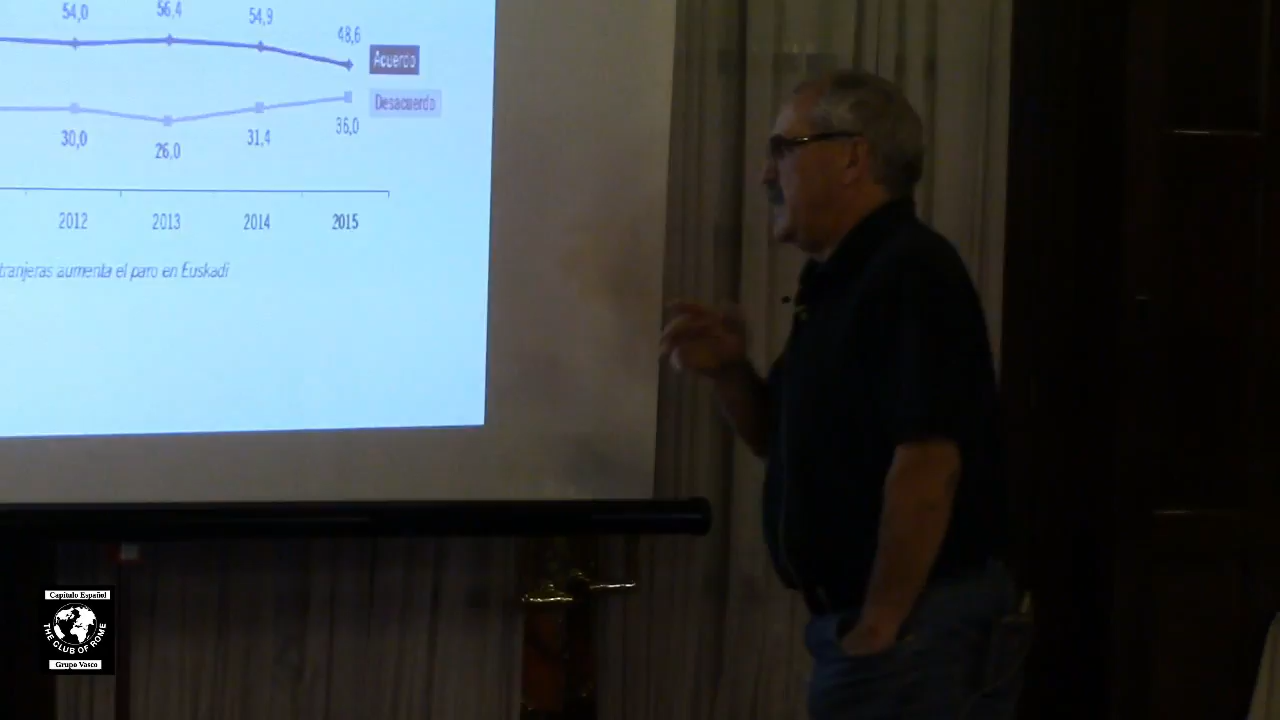 54,0 56,4 54,9 48,6
Acuerdo
Desacuerdo
30,0 26,0 31,4 36,0
2012 2013 2014 2015
tranjeras aumenta el paro en Euskadi
Capítulo Español
THE CLUB OF ROME
Grupo Vasco